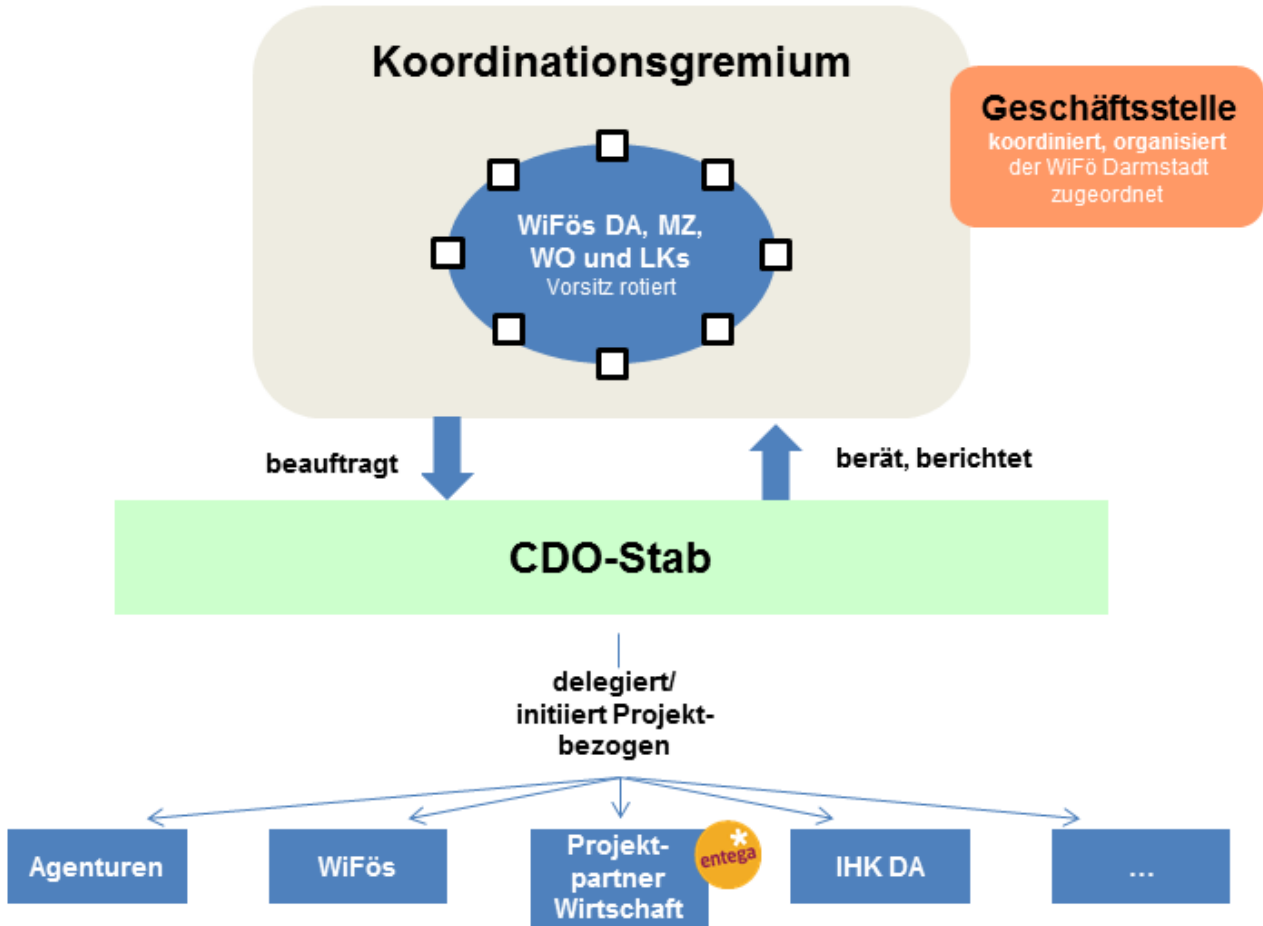 Koordinationsgremium
Geschäftsstelle
koordiniert, organisiert
der WiFö Darmstadt
zugeordnet
WiFös DA, MZ,
WO und LKs
Vorsitz rotiert
beauftragt
berät, berichtet
CDO-Stab
delegiert/
initiiert Projekt-
bezogen
Agenturen
WiFös
Projekt-
partner
Wirtschaft
entega
IHK DA
...